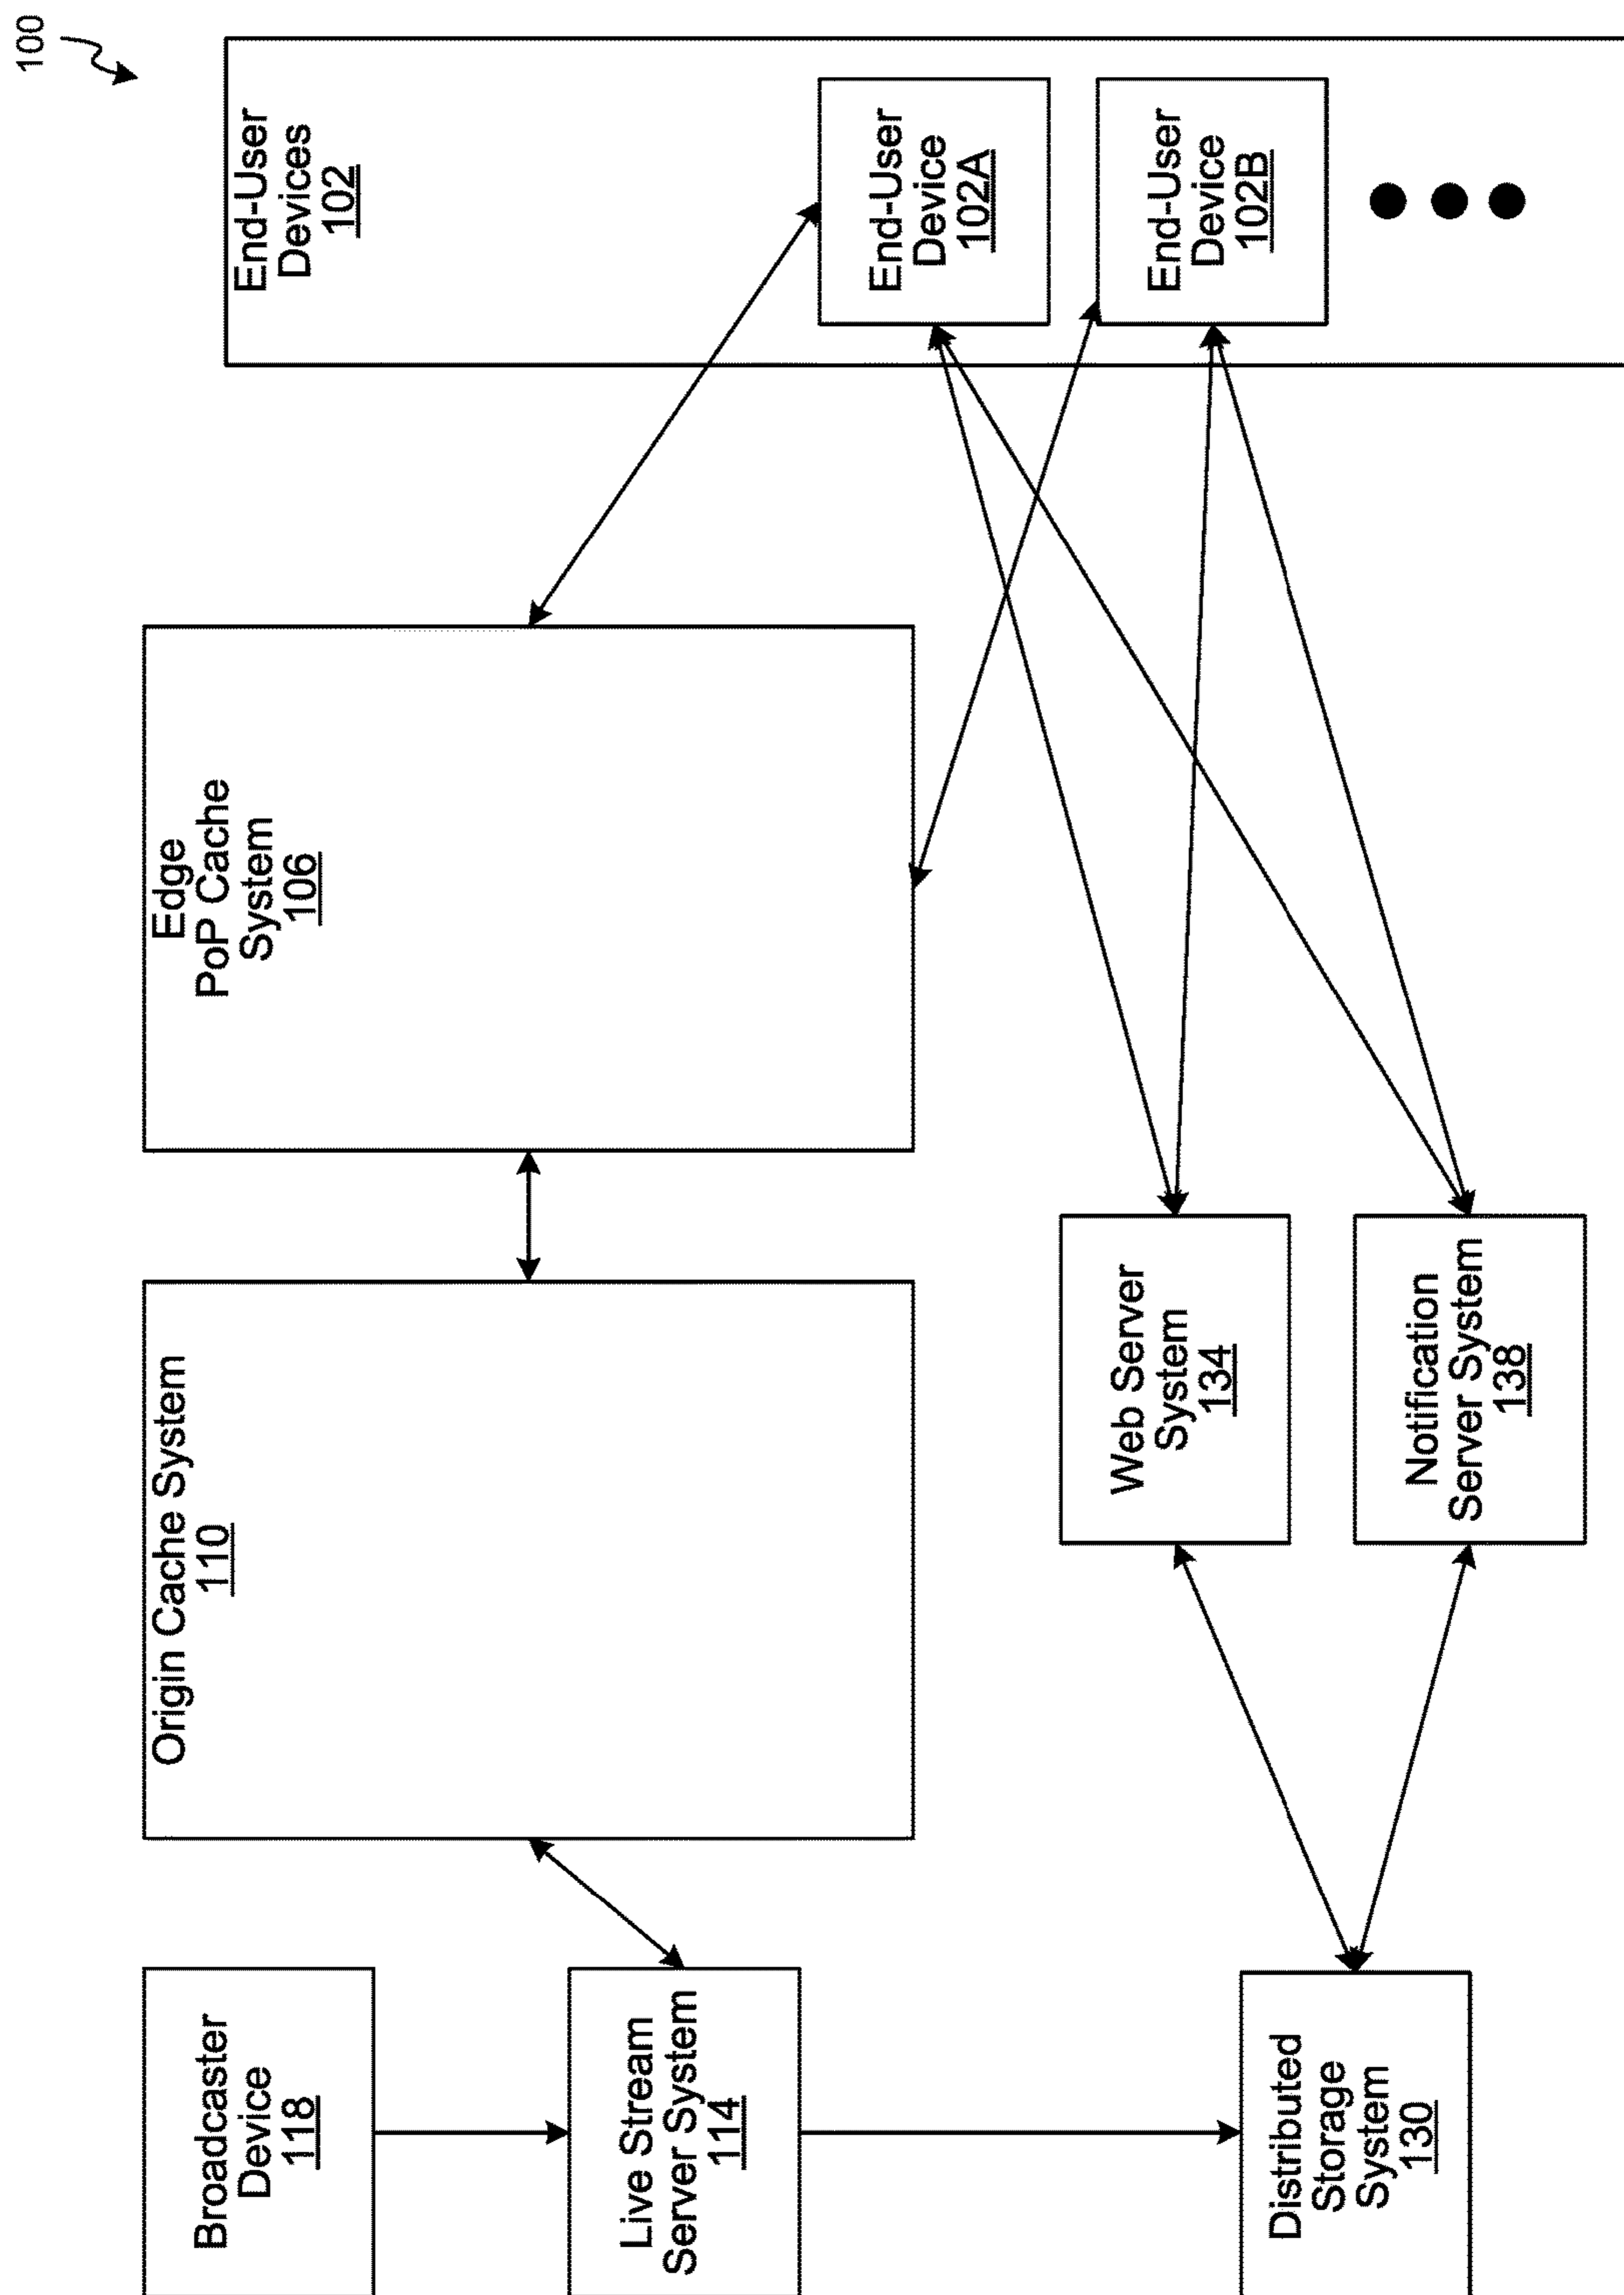 100
Broadcaster
Device
118
Live Stream
Server System
114
Distributed
Storage
System
130
Origin Cache System
110
Web Server
System
134
Notification
Server System
138
Edge
PoP Cache
System
106
End-User
Devices
102
End-User
Device
102A
End-User
Device
102B